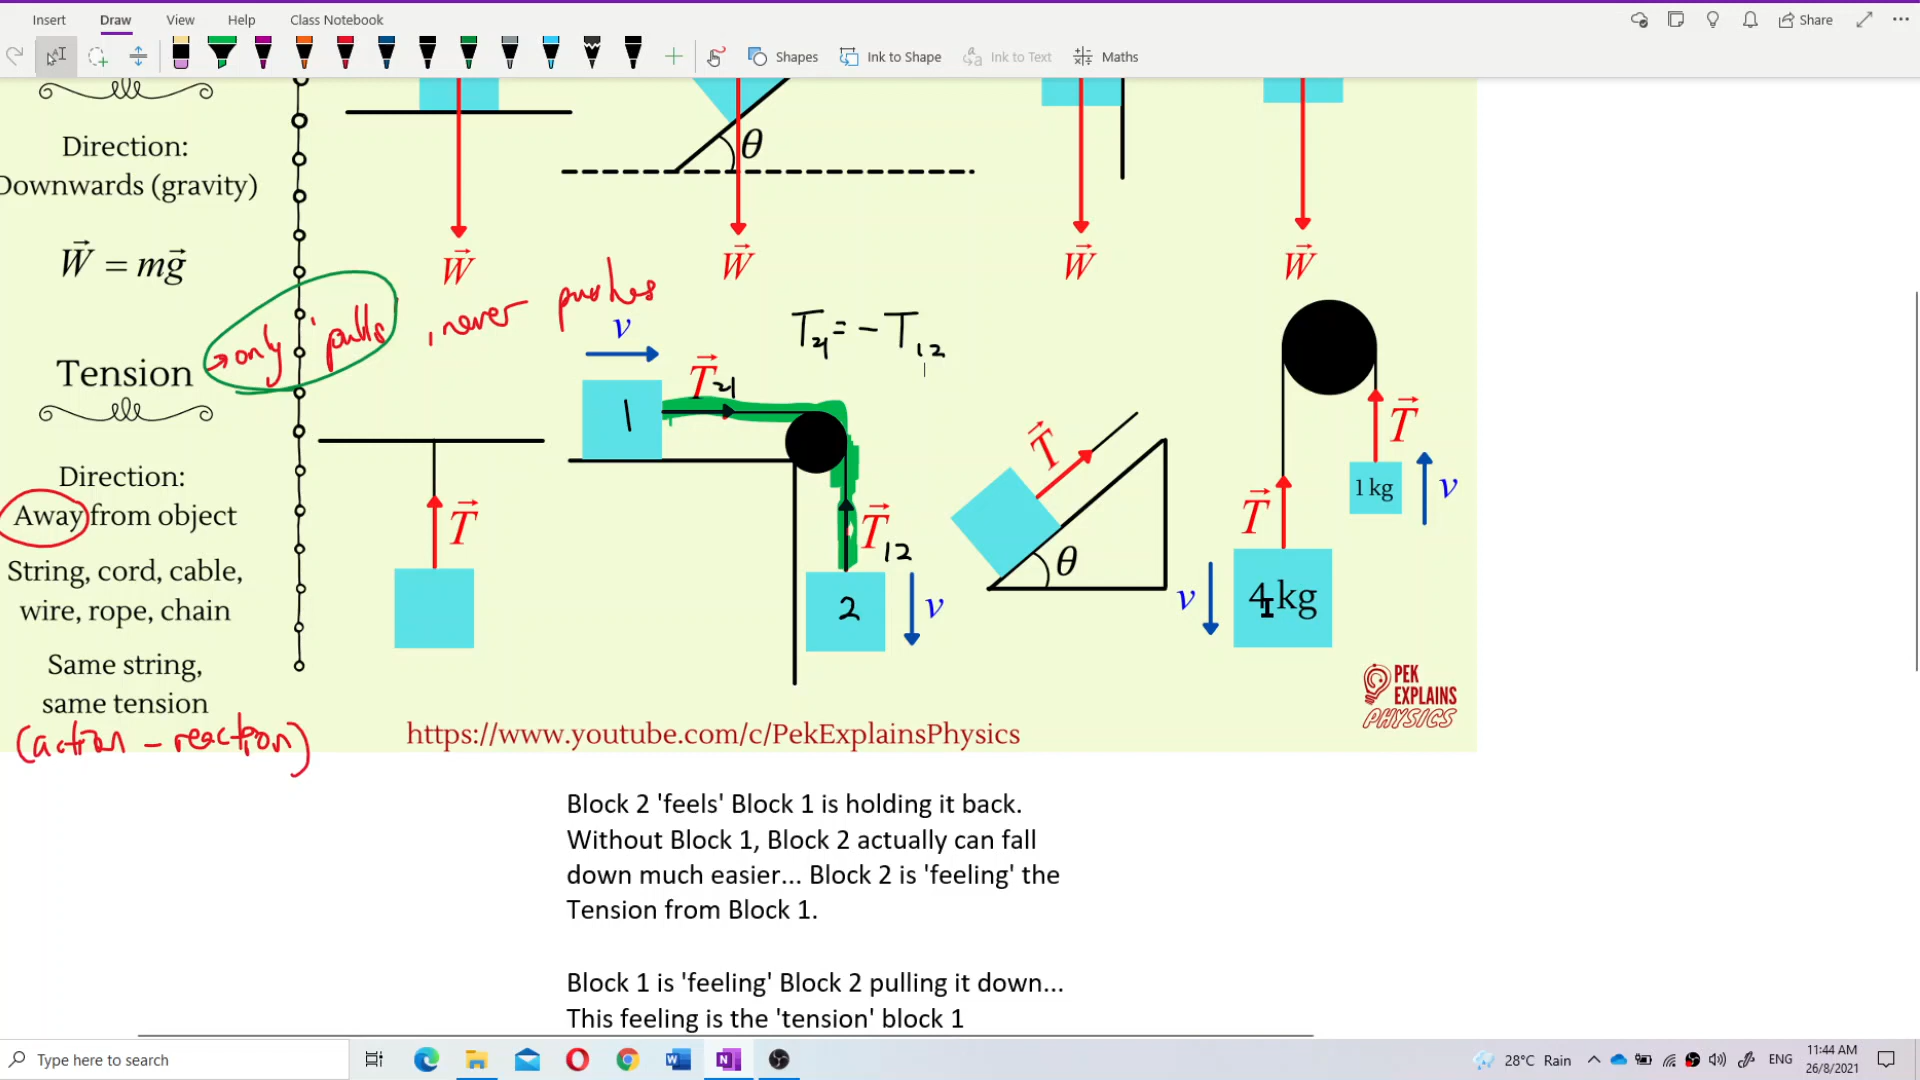 Insert Draw View Help Class Notebook Share
Shapes Ink to Shape Ink to Text Maths
Direction:
Downwards (gravity)
W = mg
θ
W
W
W
W
→ only 'pulls , never pushes
Tension
Direction:
Away from object
String, cord, cable,
wire, rope, chain
Same string,
same tension
(action - reaction)
T
v
T21
T21 = - T12
1
T12
2
v
T
θ
T
T
1 kg
v
v
4 kg
PEK
EXPLAINS
PHYSICS
https://www.youtube.com/c/PekExplainsPhysics
Block 2 'feels' Block 1 is holding it back.
Without Block 1, Block 2 actually can fall
down much easier... Block 2 is 'feeling' the
Tension from Block 1.
Block 1 is 'feeling' Block 2 pulling it down...
This feeling is the 'tension' block 1
Type here to search
28°C Rain
ENG
11:44 AM
26/8/2021